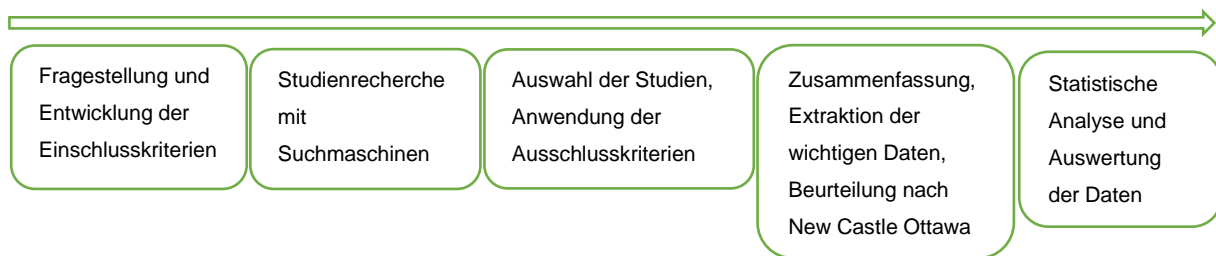 Fragestellung und
Entwicklung der
Einschlusskriterien
Studienrecherche
mit
Suchmaschinen
Auswahl der Studien,
Anwendung der
Ausschlusskriterien
Zusammenfassung,
Extraktion der
wichtigen Daten,
Beurteilung nach
New Castle Ottawa
Statistische
Analyse und
Auswertung
der Daten